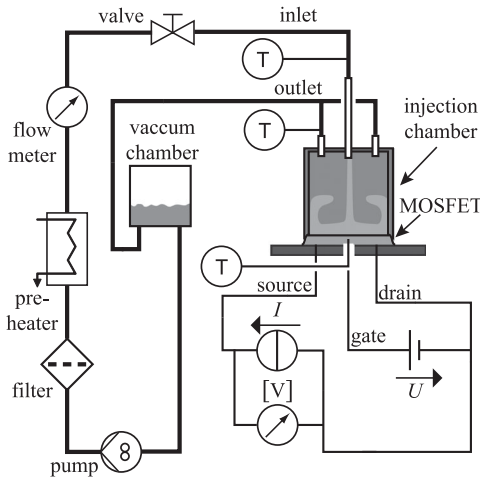 valve
inlet
T
outlet
T
flow
meter
vaccum
chamber
injection
chamber
MOSFET
T
source
drain
pre-
heater
I
gate
filter
[V]
U
pump